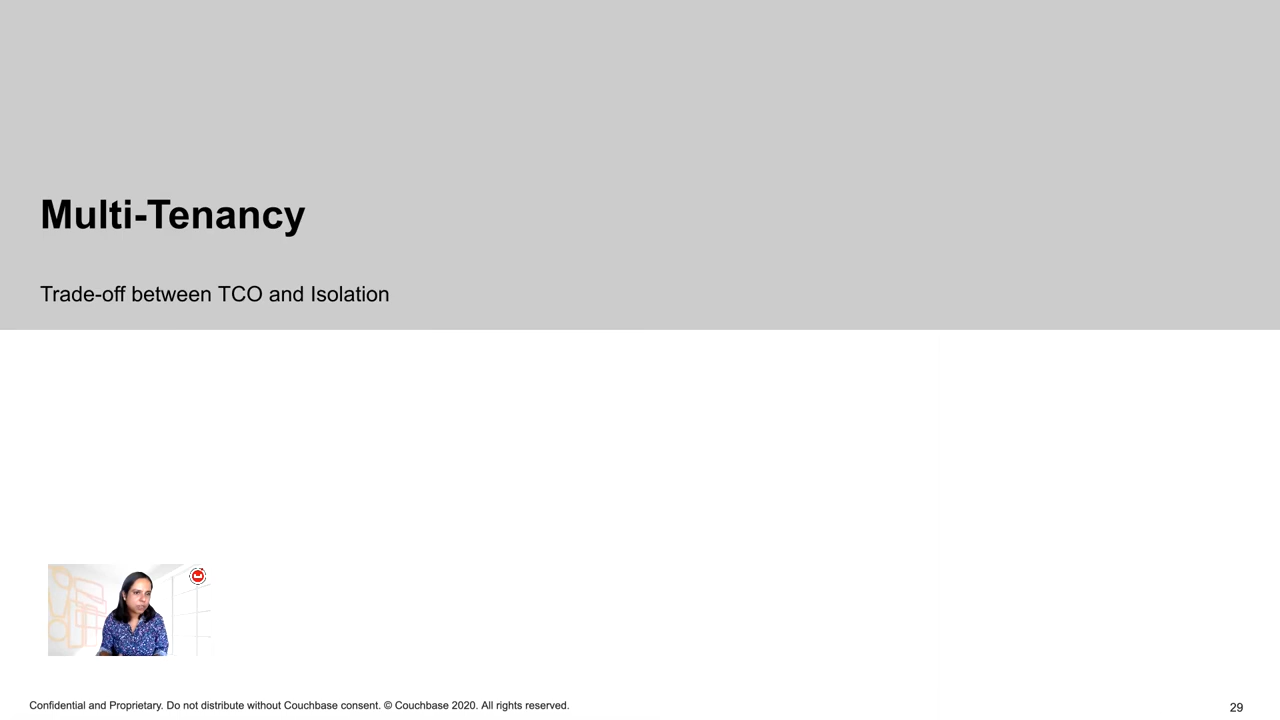 Multi-Tenancy
Trade-off between TCO and Isolation
Confidential and Proprietary. Do not distribute without Couchbase consent. © Couchbase 2020. All rights reserved.
29